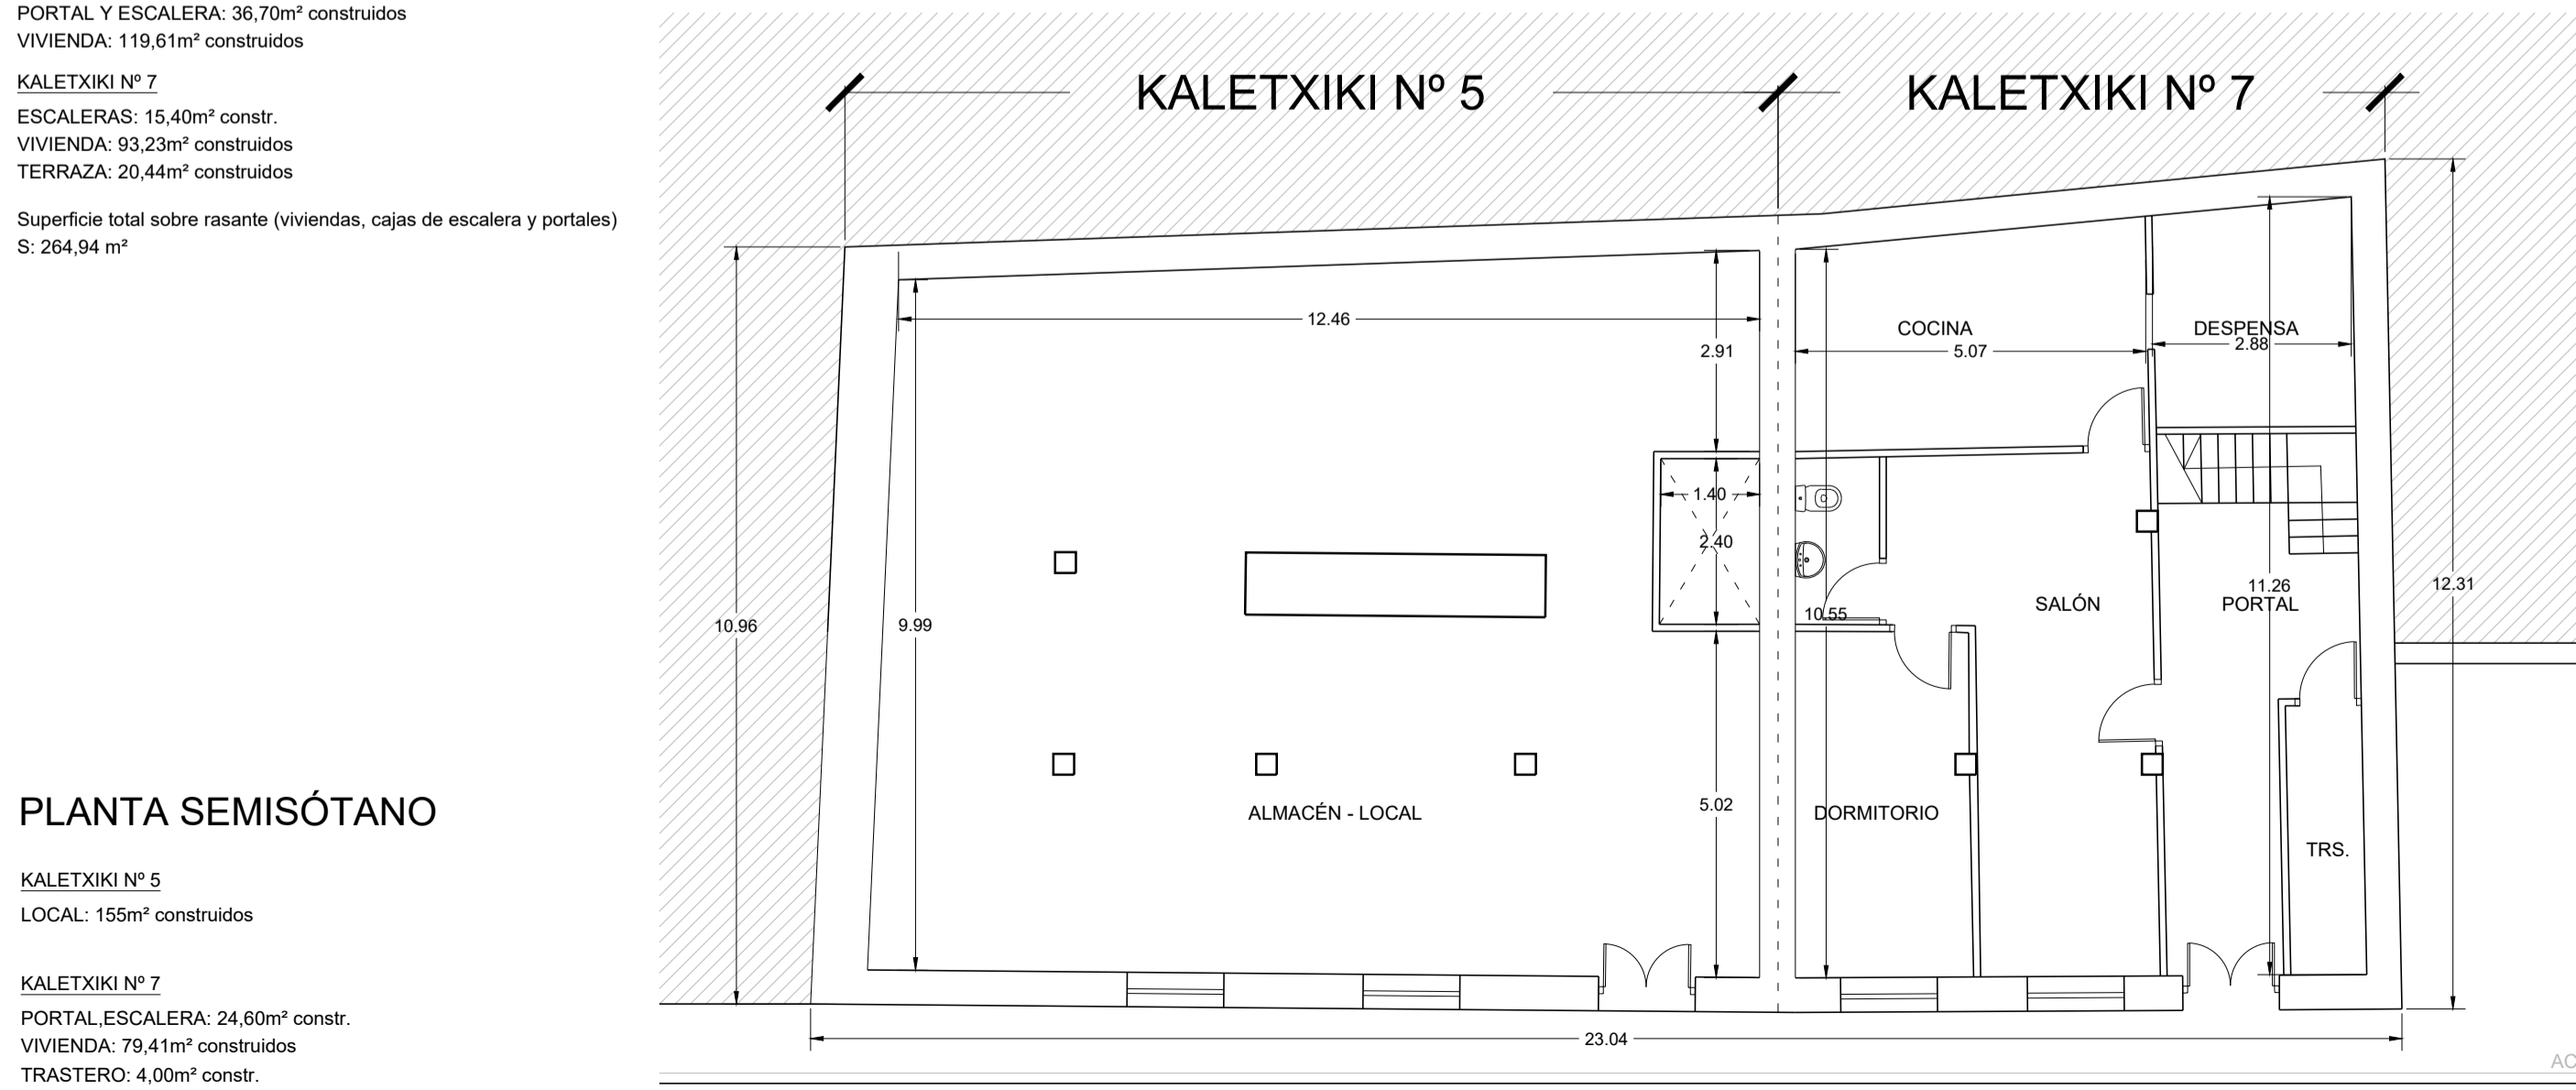 PORTAL Y ESCALERA: 36,70m² construidos
VIVIENDA: 119,61m² construidos
KALETXIKI Nº 7
ESCALERAS: 15,40m² constr.
VIVIENDA: 93,23m² construidos
TERRAZA: 20,44m² construidos
Superficie total sobre rasante (viviendas, cajas de escalera y portales)
S: 264,94 m²
PLANTA SEMISÓTANO
KALETXIKI Nº 5
LOCAL: 155m² construidos
KALETXIKI Nº 7
PORTAL,ESCALERA: 24,60m² constr.
VIVIENDA: 79,41m² construidos
TRASTERO: 4,00m² constr.
KALETXIKI Nº 5
KALETXIKI Nº 7
12.46
2.91
COCINA
5.07
DESPENSA
2.88
1.40
2.40
10.96
9.99
10.55
SALÓN
11.26
PORTAL
12.31
5.02
ALMACÉN - LOCAL
DORMITORIO
TRS.
23.04